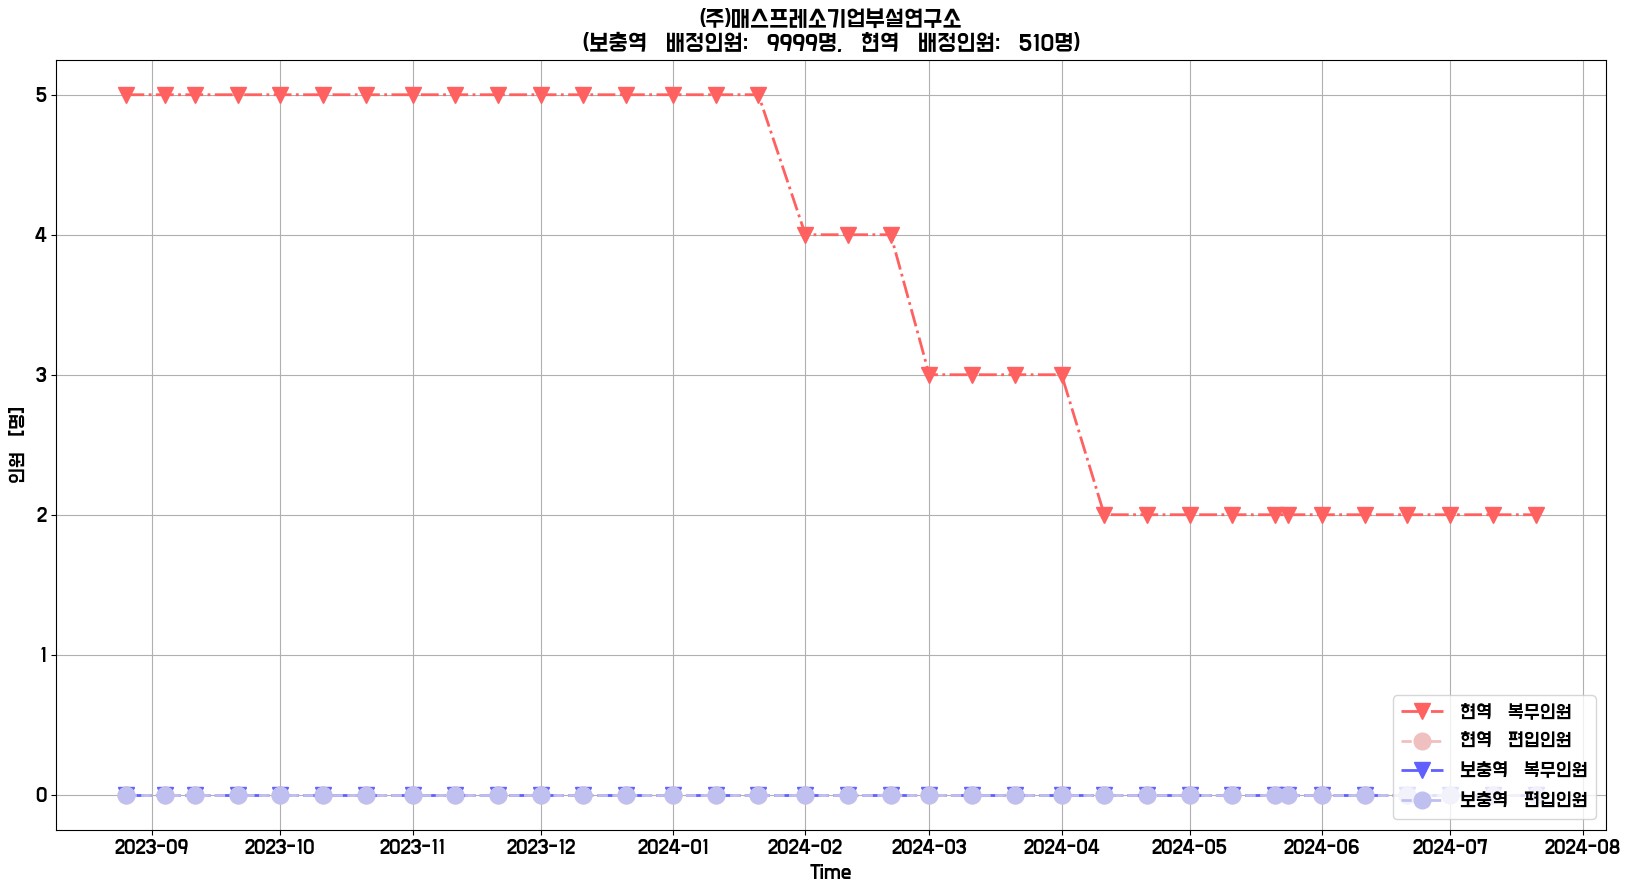 (주)매스프레소기업부설연구소
(보충역 배정인원: 9999명, 현역 배정인원: 510명)
5
4
3
2
1
0
인원 [명]
현역 복무인원
현역 편입인원
보충역 복무인원
보충역 편입인원
2023-09 2023-10 2023-11 2023-12 2024-01 2024-02 2024-03 2024-04 2024-05 2024-06 2024-07 2024-08
Time